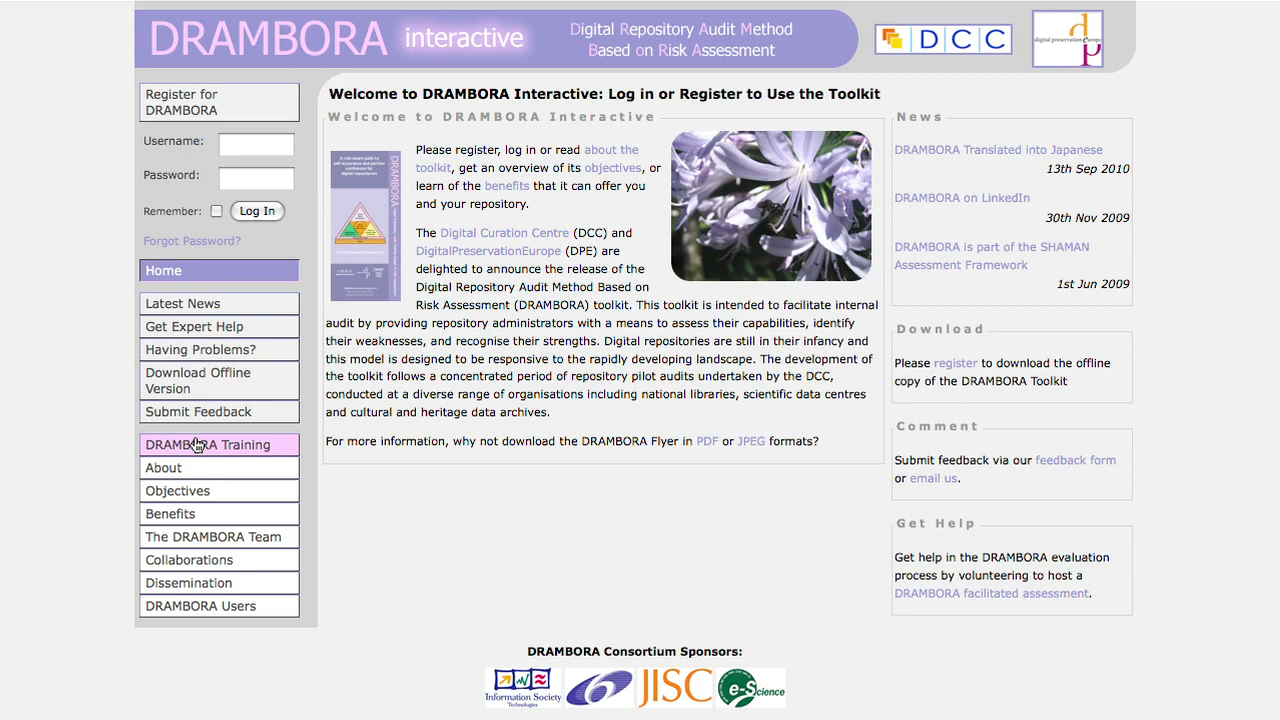 DRAMBORA interactive
Digital Repository Audit Method
Based on Risk Assessment
DCC
digital preservation europe
dp
Register for
DRAMBORA
Username:
Password:
Remember:
Log In
Forgot Password?
Home
Latest News
Get Expert Help
Having Problems?
Download Offline
Version
Submit Feedback
DRAMBORA Training
About
Objectives
Benefits
The DRAMBORA Team
Collaborations
Dissemination
DRAMBORA Users
Welcome to DRAMBORA Interactive: Log in or Register to Use the Toolkit
Welcome to DRAMBORA Interactive
DRAMBORA
Please register, log in or read about the
toolkit, get an overview of its objectives, or
learn of the benefits that it can offer you
and your repository.
The Digital Curation Centre (DCC) and
DigitalPreservationEurope (DPE) are
delighted to announce the release of the
Digital Repository Audit Method Based on
Risk Assessment (DRAMBORA) toolkit. This toolkit is intended to facilitate internal
audit by providing repository administrators with a means to assess their capabilities, identify
their weaknesses, and recognise their strengths. Digital repositories are still in their infancy and
this model is designed to be responsive to the rapidly developing landscape. The development of
the toolkit follows a concentrated period of repository pilot audits undertaken by the DCC,
conducted at a diverse range of organisations including national libraries, scientific data centres
and cultural and heritage data archives.
For more information, why not download the DRAMBORA Flyer in PDF or JPEG formats?
News
DRAMBORA Translated into Japanese
13th Sep 2010
DRAMBORA on LinkedIn
30th Nov 2009
DRAMBORA is part of the SHAMAN
Assessment Framework
1st Jun 2009
Download
Please register to download the offline
copy of the DRAMBORA Toolkit
Comment
Submit feedback via our feedback form
or email us.
Get Help
Get help in the DRAMBORA evaluation
process by volunteering to host a
DRAMBORA facilitated assessment.
DRAMBORA Consortium Sponsors:
Information Society
Technologies
JISC
e-Science